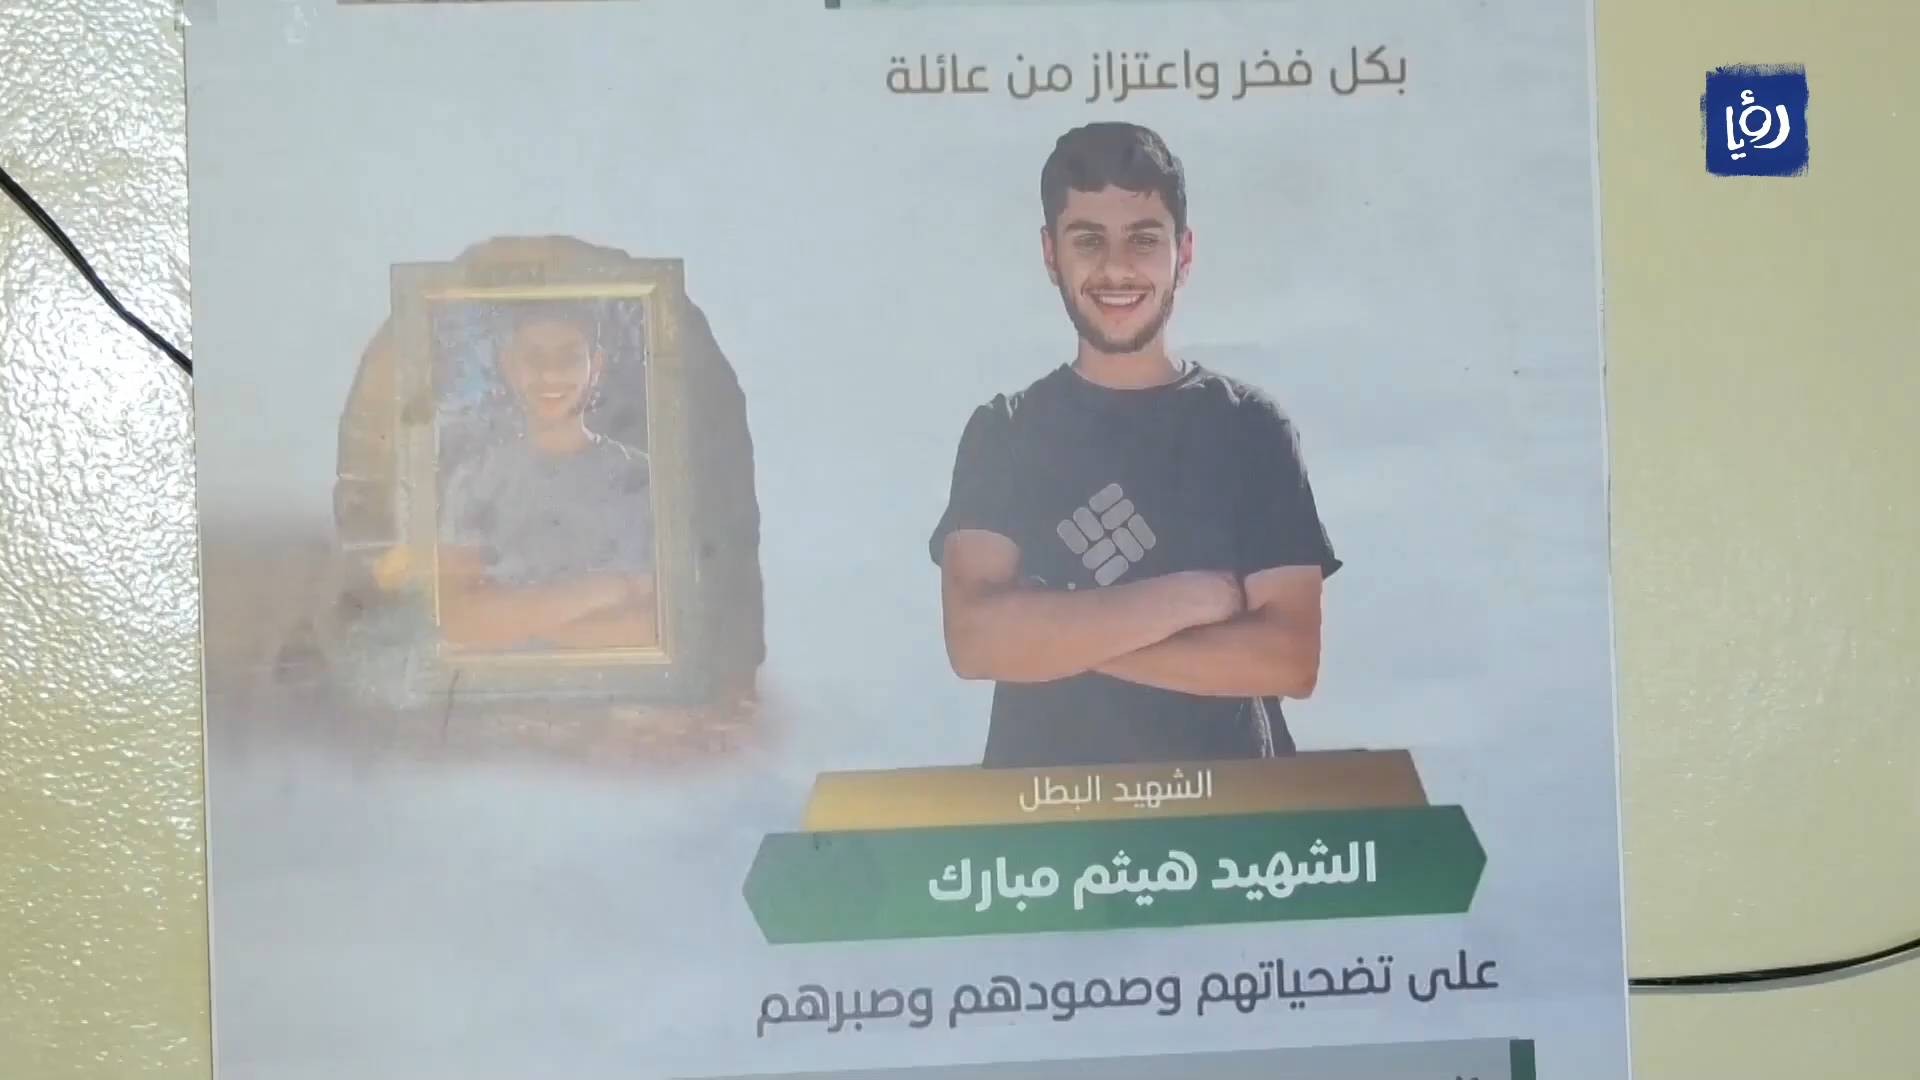 بكل فخر واعتزاز من عائلة
رؤيا
الشهيد البطل
الشهيد هيثم مبارك
على تضحياتهم وصمودهم وصبرهم